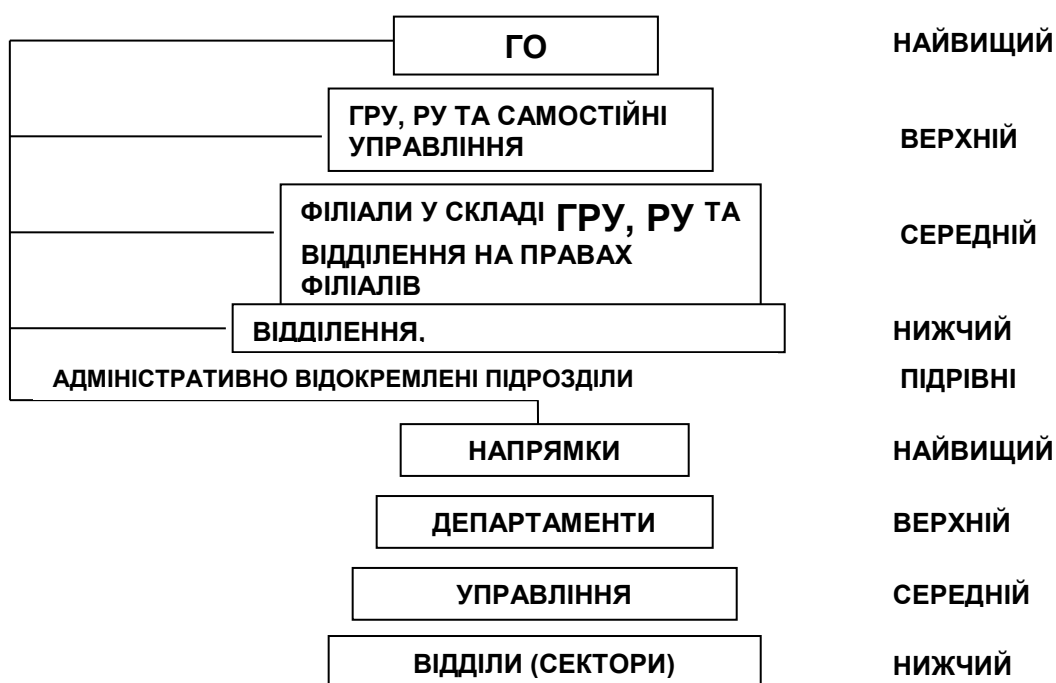 ГО НАЙВИЩИЙ
ГРУ, РУ ТА САМОСТІЙНІ
УПРАВЛІННЯ
ВЕРХНІЙ
ФІЛІАЛИ У СКЛАДІ ГРУ, РУ ТА
ВІДДІЛЕННЯ НА ПРАВАХ
ФІЛІАЛІВ
СЕРЕДНІЙ
ВІДДІЛЕННЯ, НИЖЧИЙ
АДМІНІСТРАТИВНО ВІДОКРЕМЛЕНІ ПІДРОЗДІЛИ ПІДРІВНІ
НАПРЯМКИ НАЙВИЩИЙ
ДЕПАРТАМЕНТИ ВЕРХНІЙ
УПРАВЛІННЯ СЕРЕДНІЙ
ВІДДІЛИ (СЕКТОРИ) НИЖЧИЙ